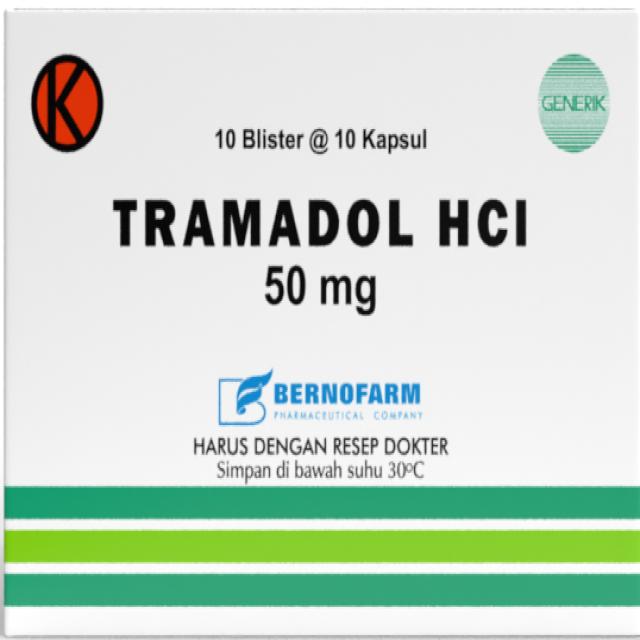 K
GENERIK
10 Blister @ 10 Kapsul
TRAMADOL HCl
50 mg
BERNOFARM
PHARMACEUTICAL COMPANY
HARUS DENGAN RESEP DOKTER
Simpan di bawah suhu 30ºC